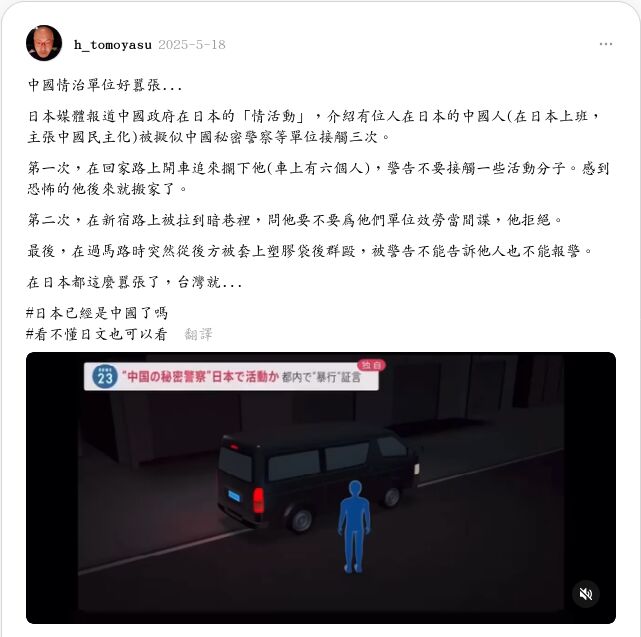 h_tomoyasu 2025-5-18
中國情治單位好囂張...
日本媒體報道中國政府在日本的「情活動」，介紹有位人在日本的中國人(在日本上班，
主張中國民主化)被擬似中國秘密警察等單位接觸三次。
第一次，在回家路上開車追來攔下他(車上有六個人)，警告不要接觸一些活動分子。感到
恐怖的他後來就搬家了。
第二次，在新宿路上被拉到暗巷裡，問他要不要為他們單位效勞當間諜，他拒絕。
最後，在過馬路時突然從後方被套上塑膠袋後群毆，被警告不能告訴他人也不能報警。
在日本都這麼囂張了，台灣就...
#日本已經是中國了嗎
#看不懂日文也可以看 翻譯
独自
NEWS 23 "中国の秘密警察"日本で活動か 都内で"暴行"証言